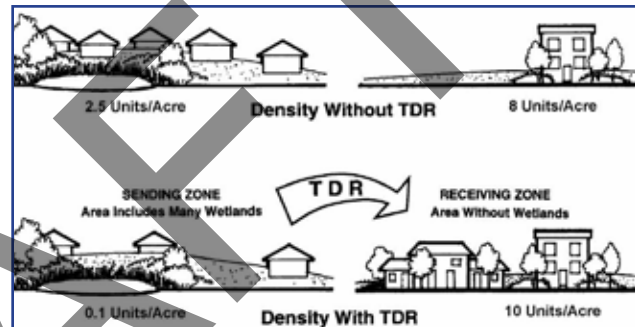 2.5 Units/Acre
Density Without TDR
8 Units/Acre
SENDING ZONE
Area Includes Many Wetlands
TDR
RECEIVING ZONE
Area Without Wetlands
0.1 Units/Acre
Density With TDR
10 Units/Acre